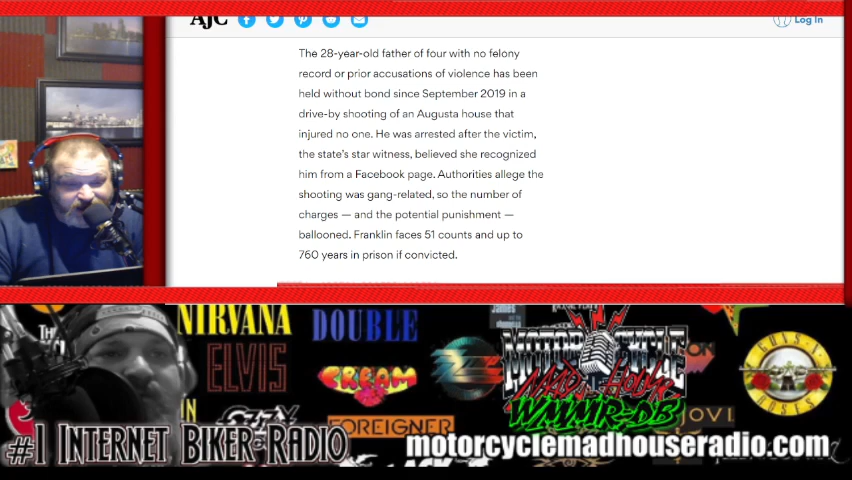 AJC
Log In
The 28-year-old father of four with no felony
record or prior accusations of violence has been
held without bond since September 2019 in a
drive-by shooting of an Augusta house that
injured no one. He was arrested after the victim,
the state's star witness, believed she recognized
him from a Facebook page. Authorities allege the
shooting was gang-related, so the number of
charges — and the potential punishment —
ballooned. Franklin faces 51 counts and up to
760 years in prison if convicted.
NIRVANA
DOUBLE
ELVIS
CREAM
OZZY
FOREIGNER
MOTORCYCLE
MADHOUSE
WMMR-DB
GUNS N
ROSES
#1 INTERNET BIKER RADIO
motorcyclemadhouseradio.com